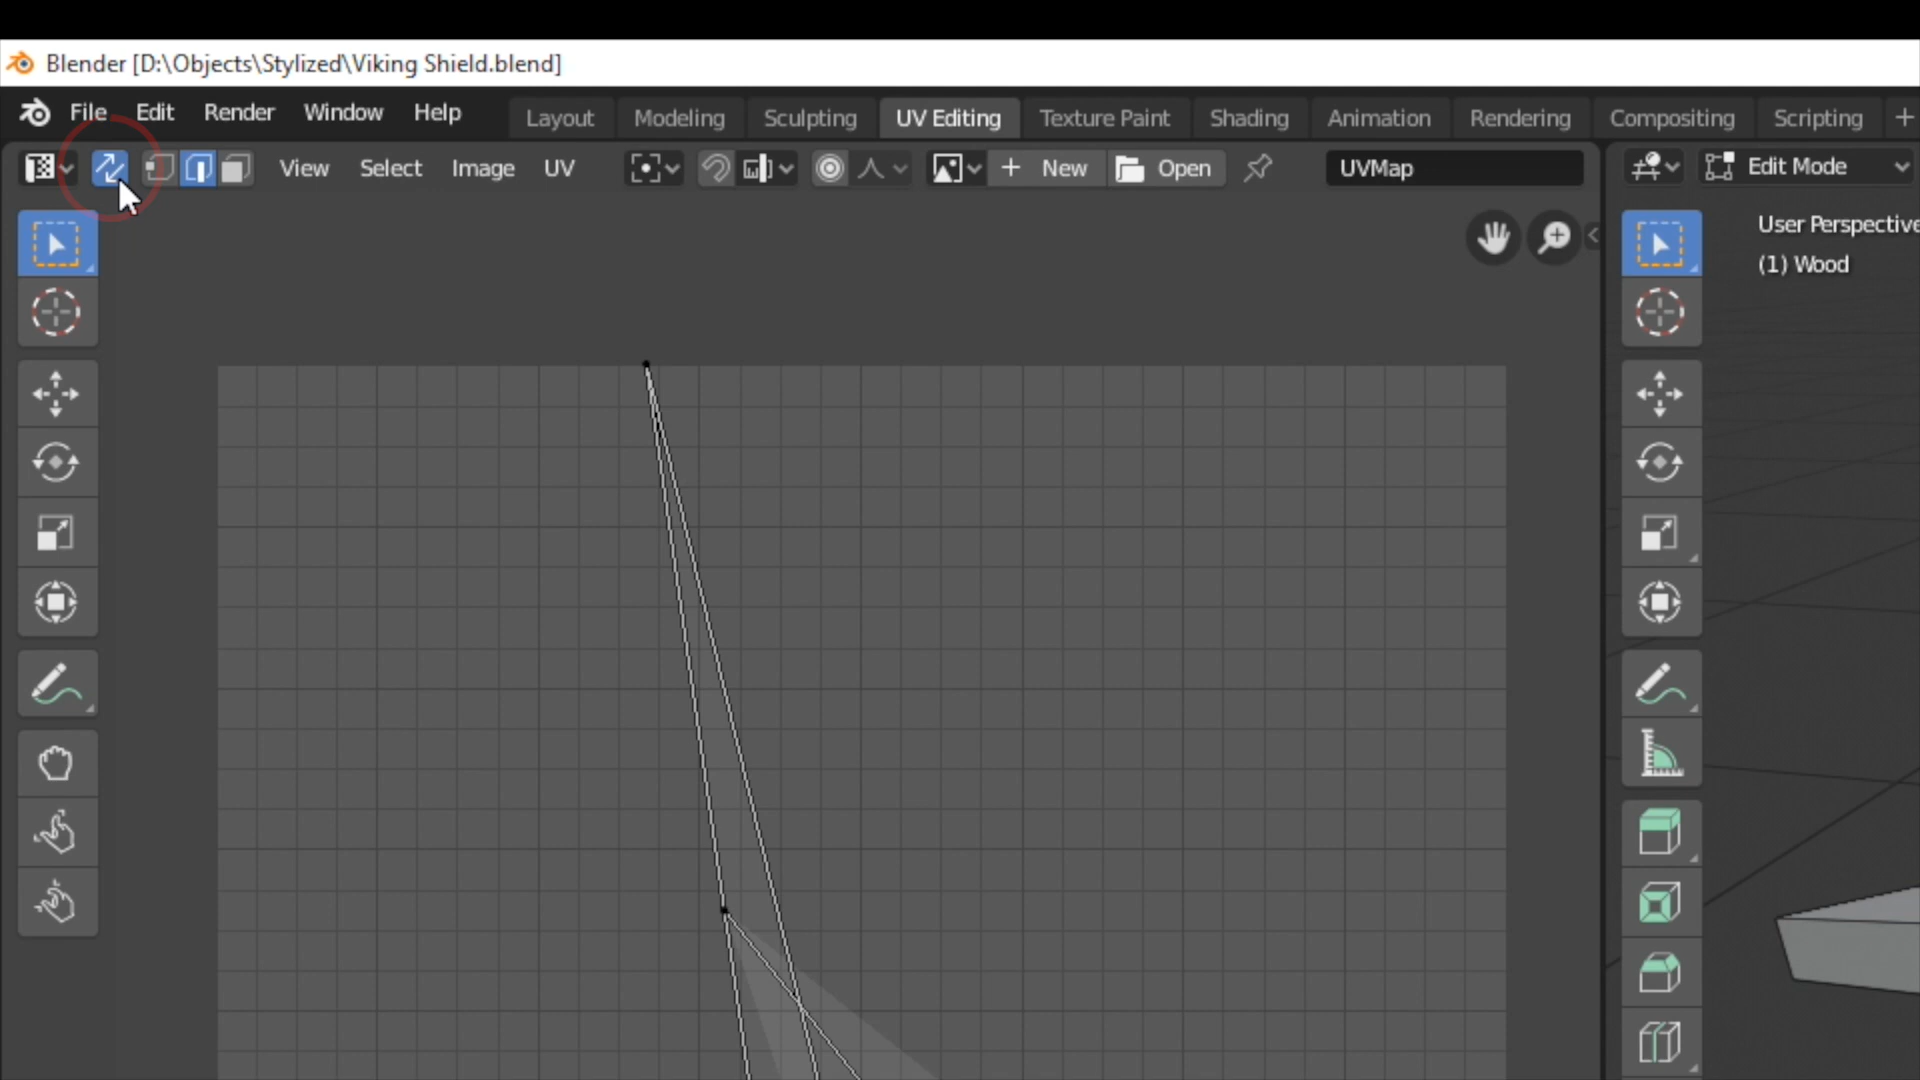 Blender [D:\Objects\Stylized\Viking Shield.blend]
File Edit Render Window Help Layout Modeling Sculpting UV Editing Texture Paint Shading Animation Rendering Compositing Scripting +
View Select Image UV + New Open UVMap Edit Mode
User Perspective
(1) Wood